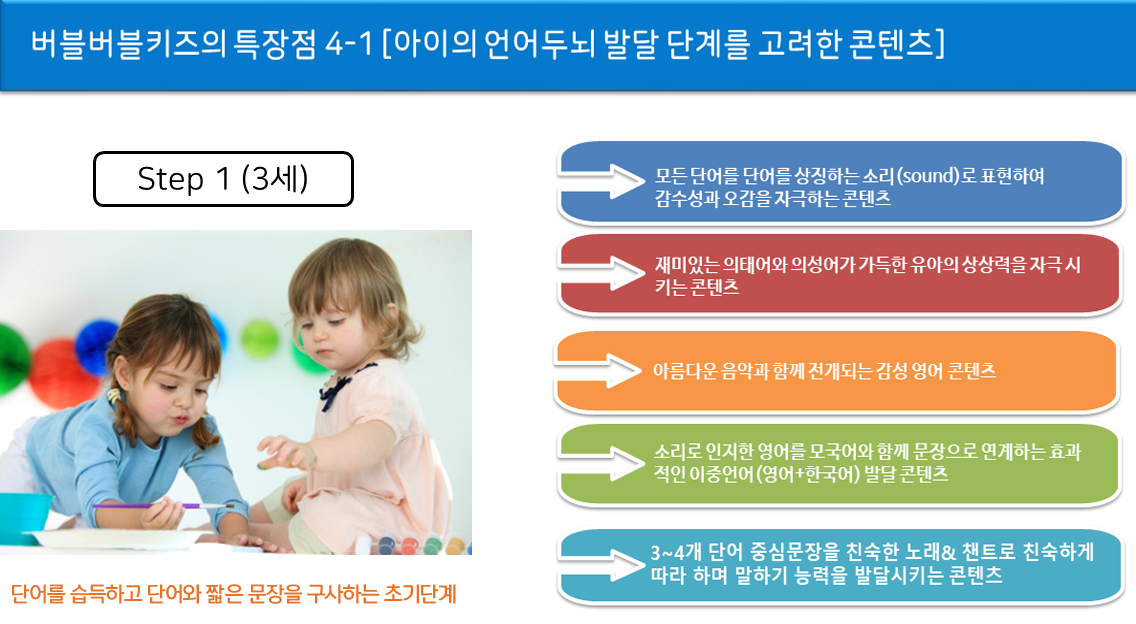 버블버블키즈의 특장점 4-1 [아이의 언어두뇌 발달 단계를 고려한 콘텐츠]
Step 1 (3세)
단어를 습득하고 단어와 짧은 문장을 구사하는 초기단계
모든 단어를 단어를 상징하는 소리(sound)로 표현하여
감수성과 오감을 자극하는 콘텐츠
재미있는 의태어와 의성어가 가득한 유아의 상상력을 자극 시
키는 콘텐츠
아름다운 음악과 함께 전개되는 감성 영어 콘텐츠
소리로 인지한 영어를 모국어와 함께 문장으로 연계하는 효과
적인 이중언어(영어+한국어) 발달 콘텐츠
3~4개 단어 중심문장을 친숙한 노래& 챈트로 친숙하게
따라 하며 말하기 능력을 발달시키는 콘텐츠